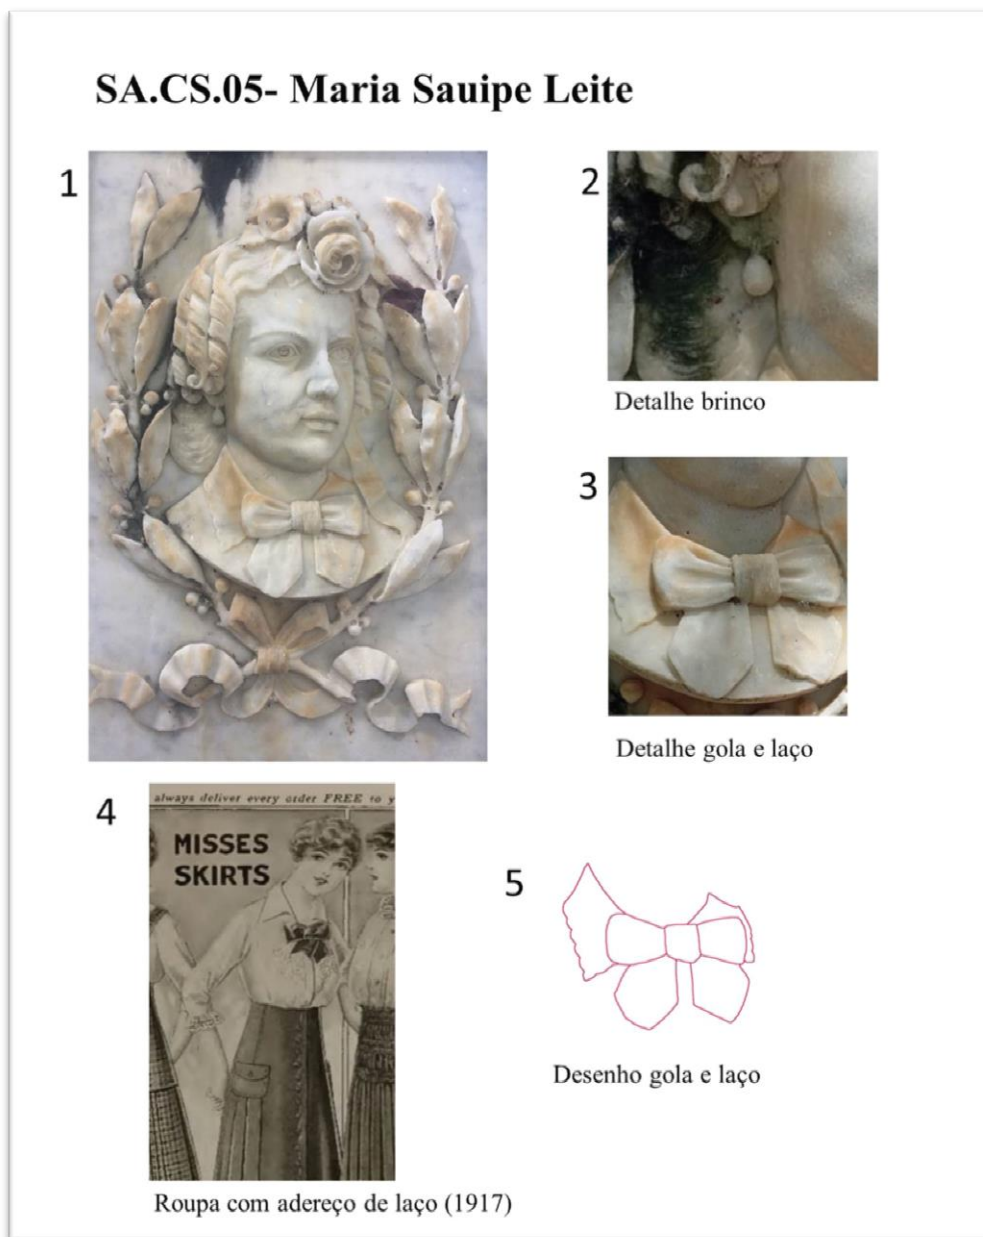 SA.CS.05- Maria Sauipe Leite
1
2
Detalhe brinco
3
Detalhe gola e laço
4
always deliver every order FREE to y
MISSES
SKIRTS
Roupa com adereço de laço (1917)
5
Desenho gola e laço